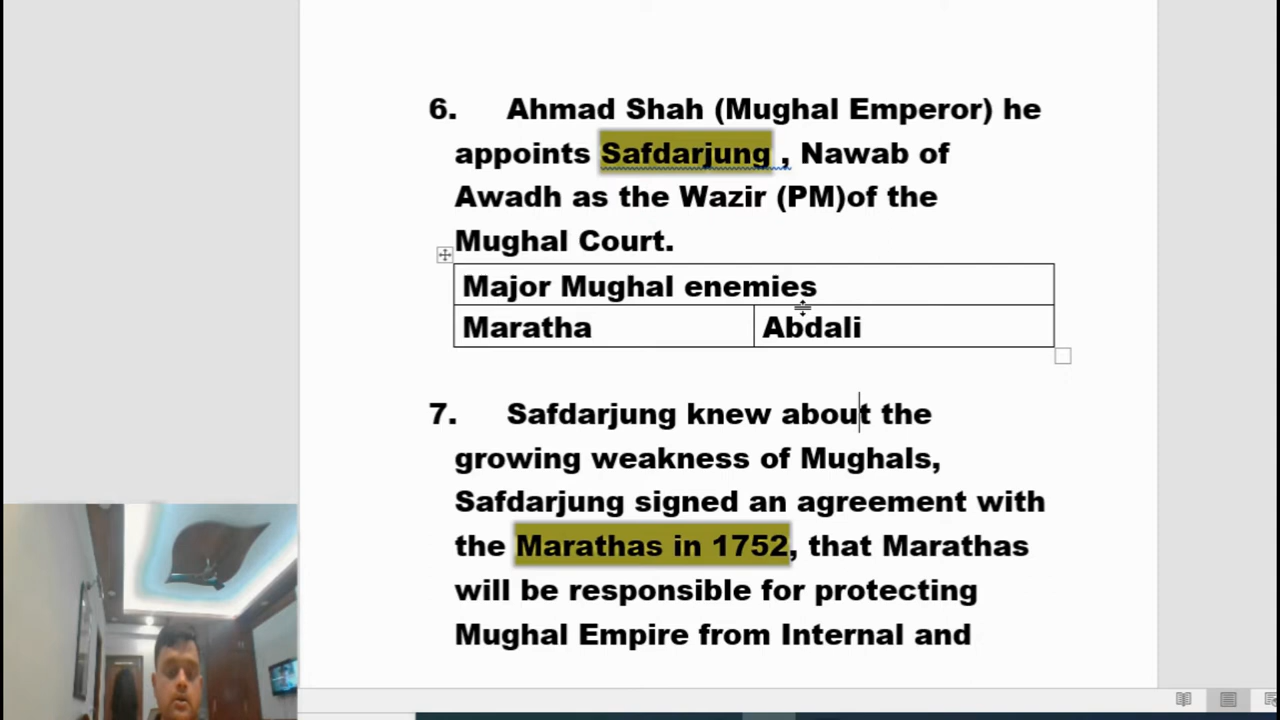 6. Ahmad Shah (Mughal Emperor) he
appoints Safdarjung , Nawab of
Awadh as the Wazir (PM)of the
Mughal Court.
Major Mughal enemies
Maratha Abdali
7. Safdarjung knew about the
growing weakness of Mughals,
Safdarjung signed an agreement with
the Marathas in 1752, that Marathas
will be responsible for protecting
Mughal Empire from Internal and